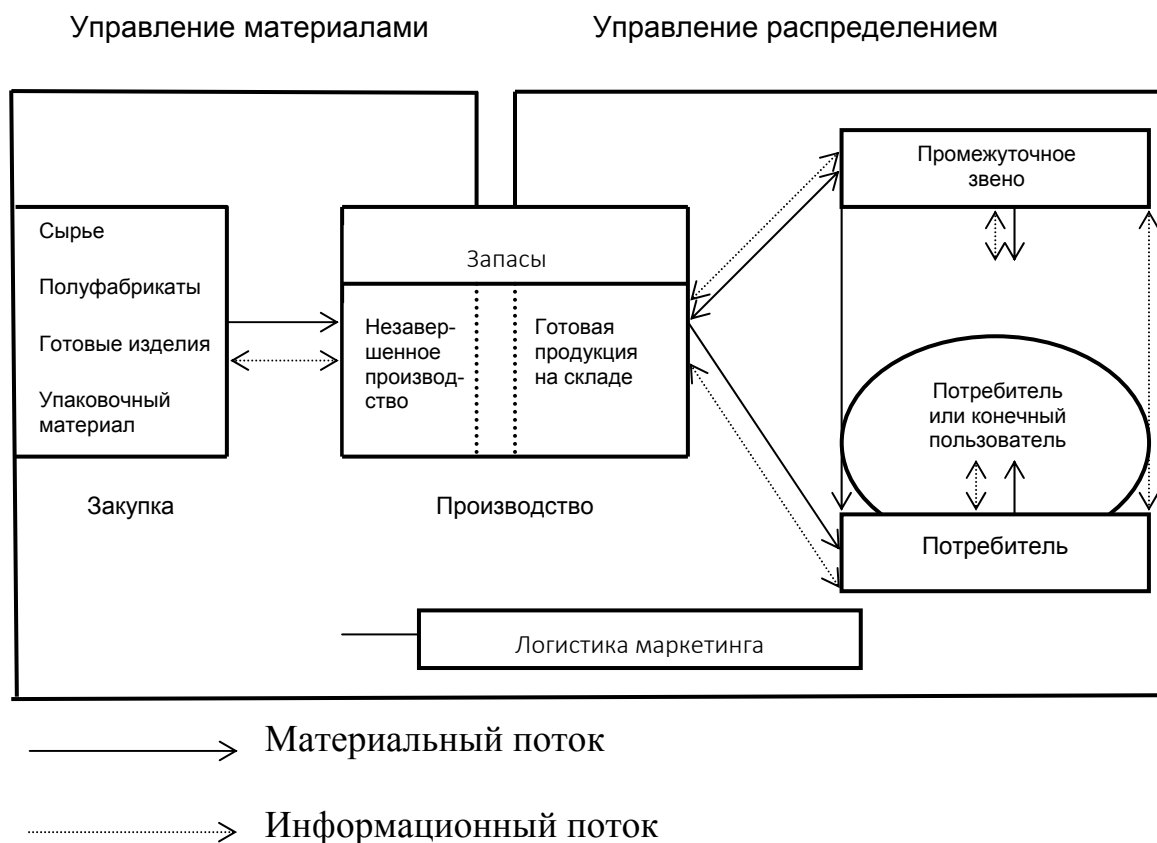 Управление материалами
Управление распределением
Промежуточное
звено
Сырье
Полуфабрикаты
Готовые изделия
Упаковочный
материал
Запасы
Незавер-
шенное
производ-
ство
Готовая
продукция
на складе
Потребитель
или конечный
пользователь
Закупка
Производство
Потребитель
Логистика маркетинга
Материальный поток
Информационный поток